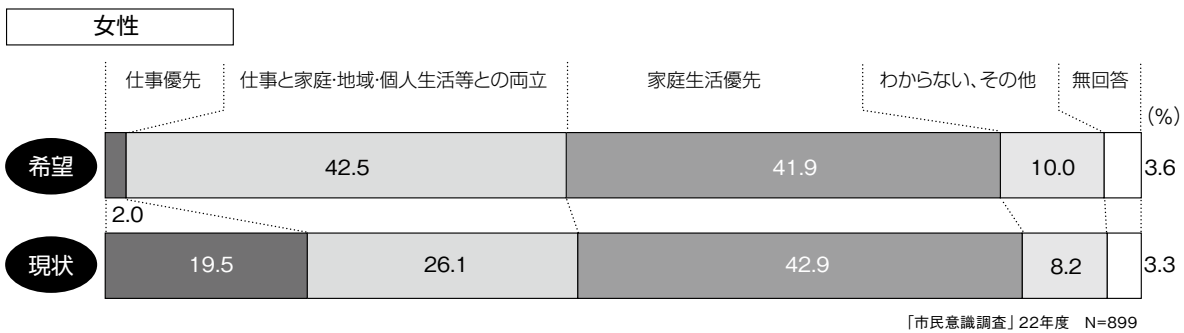 女性
仕事優先 仕事と家庭・地域・個人生活等との両立 家庭生活優先 わからない、その他 無回答
(%)
希望 42.5 41.9 10.0 3.6
2.0
現状 19.5 26.1 42.9 8.2 3.3
「市民意識調査」22年度 N=899